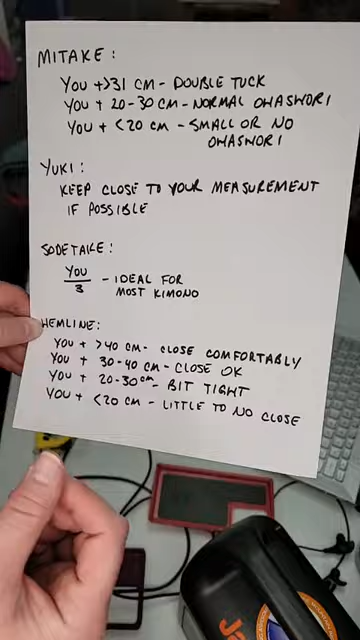 MITAKE:
YOU +>31 CM - DOUBLE TUCK
YOU + 20-30 CM - NORMAL OHASHORI
YOU + <20 CM - SMALL OR NO
OHASHORI
YUKI:
KEEP CLOSE TO YOUR MEASUREMENT
IF POSSIBLE
SODETAKE:
YOU
3 - IDEAL FOR
MOST KIMONO
HEMLINE:
YOU + >40 CM - CLOSE COMFORTABLY
YOU + 30-40 CM - CLOSE OK
YOU + 20-30 CM - BIT TIGHT
YOU + <20 CM - LITTLE TO NO CLOSE